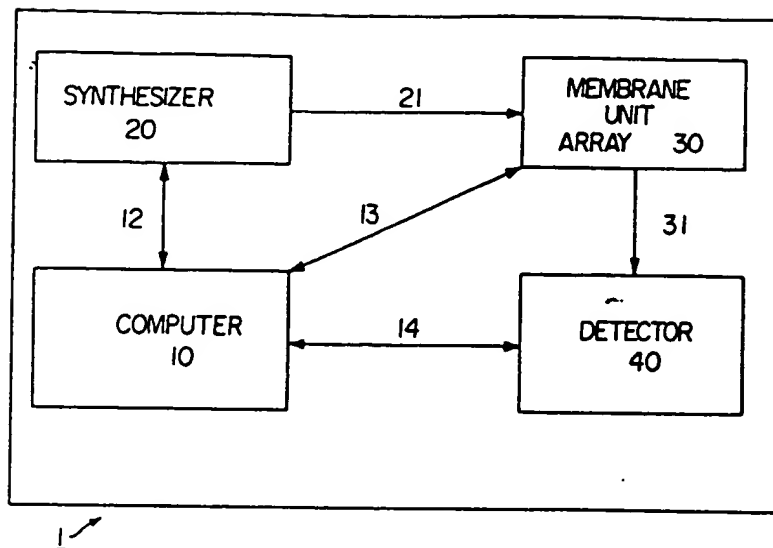 SYNTHESIZER
20
21
MEMBRANE
UNIT
ARRAY 30
12
13
31
COMPUTER
10
14
DETECTOR
40
1